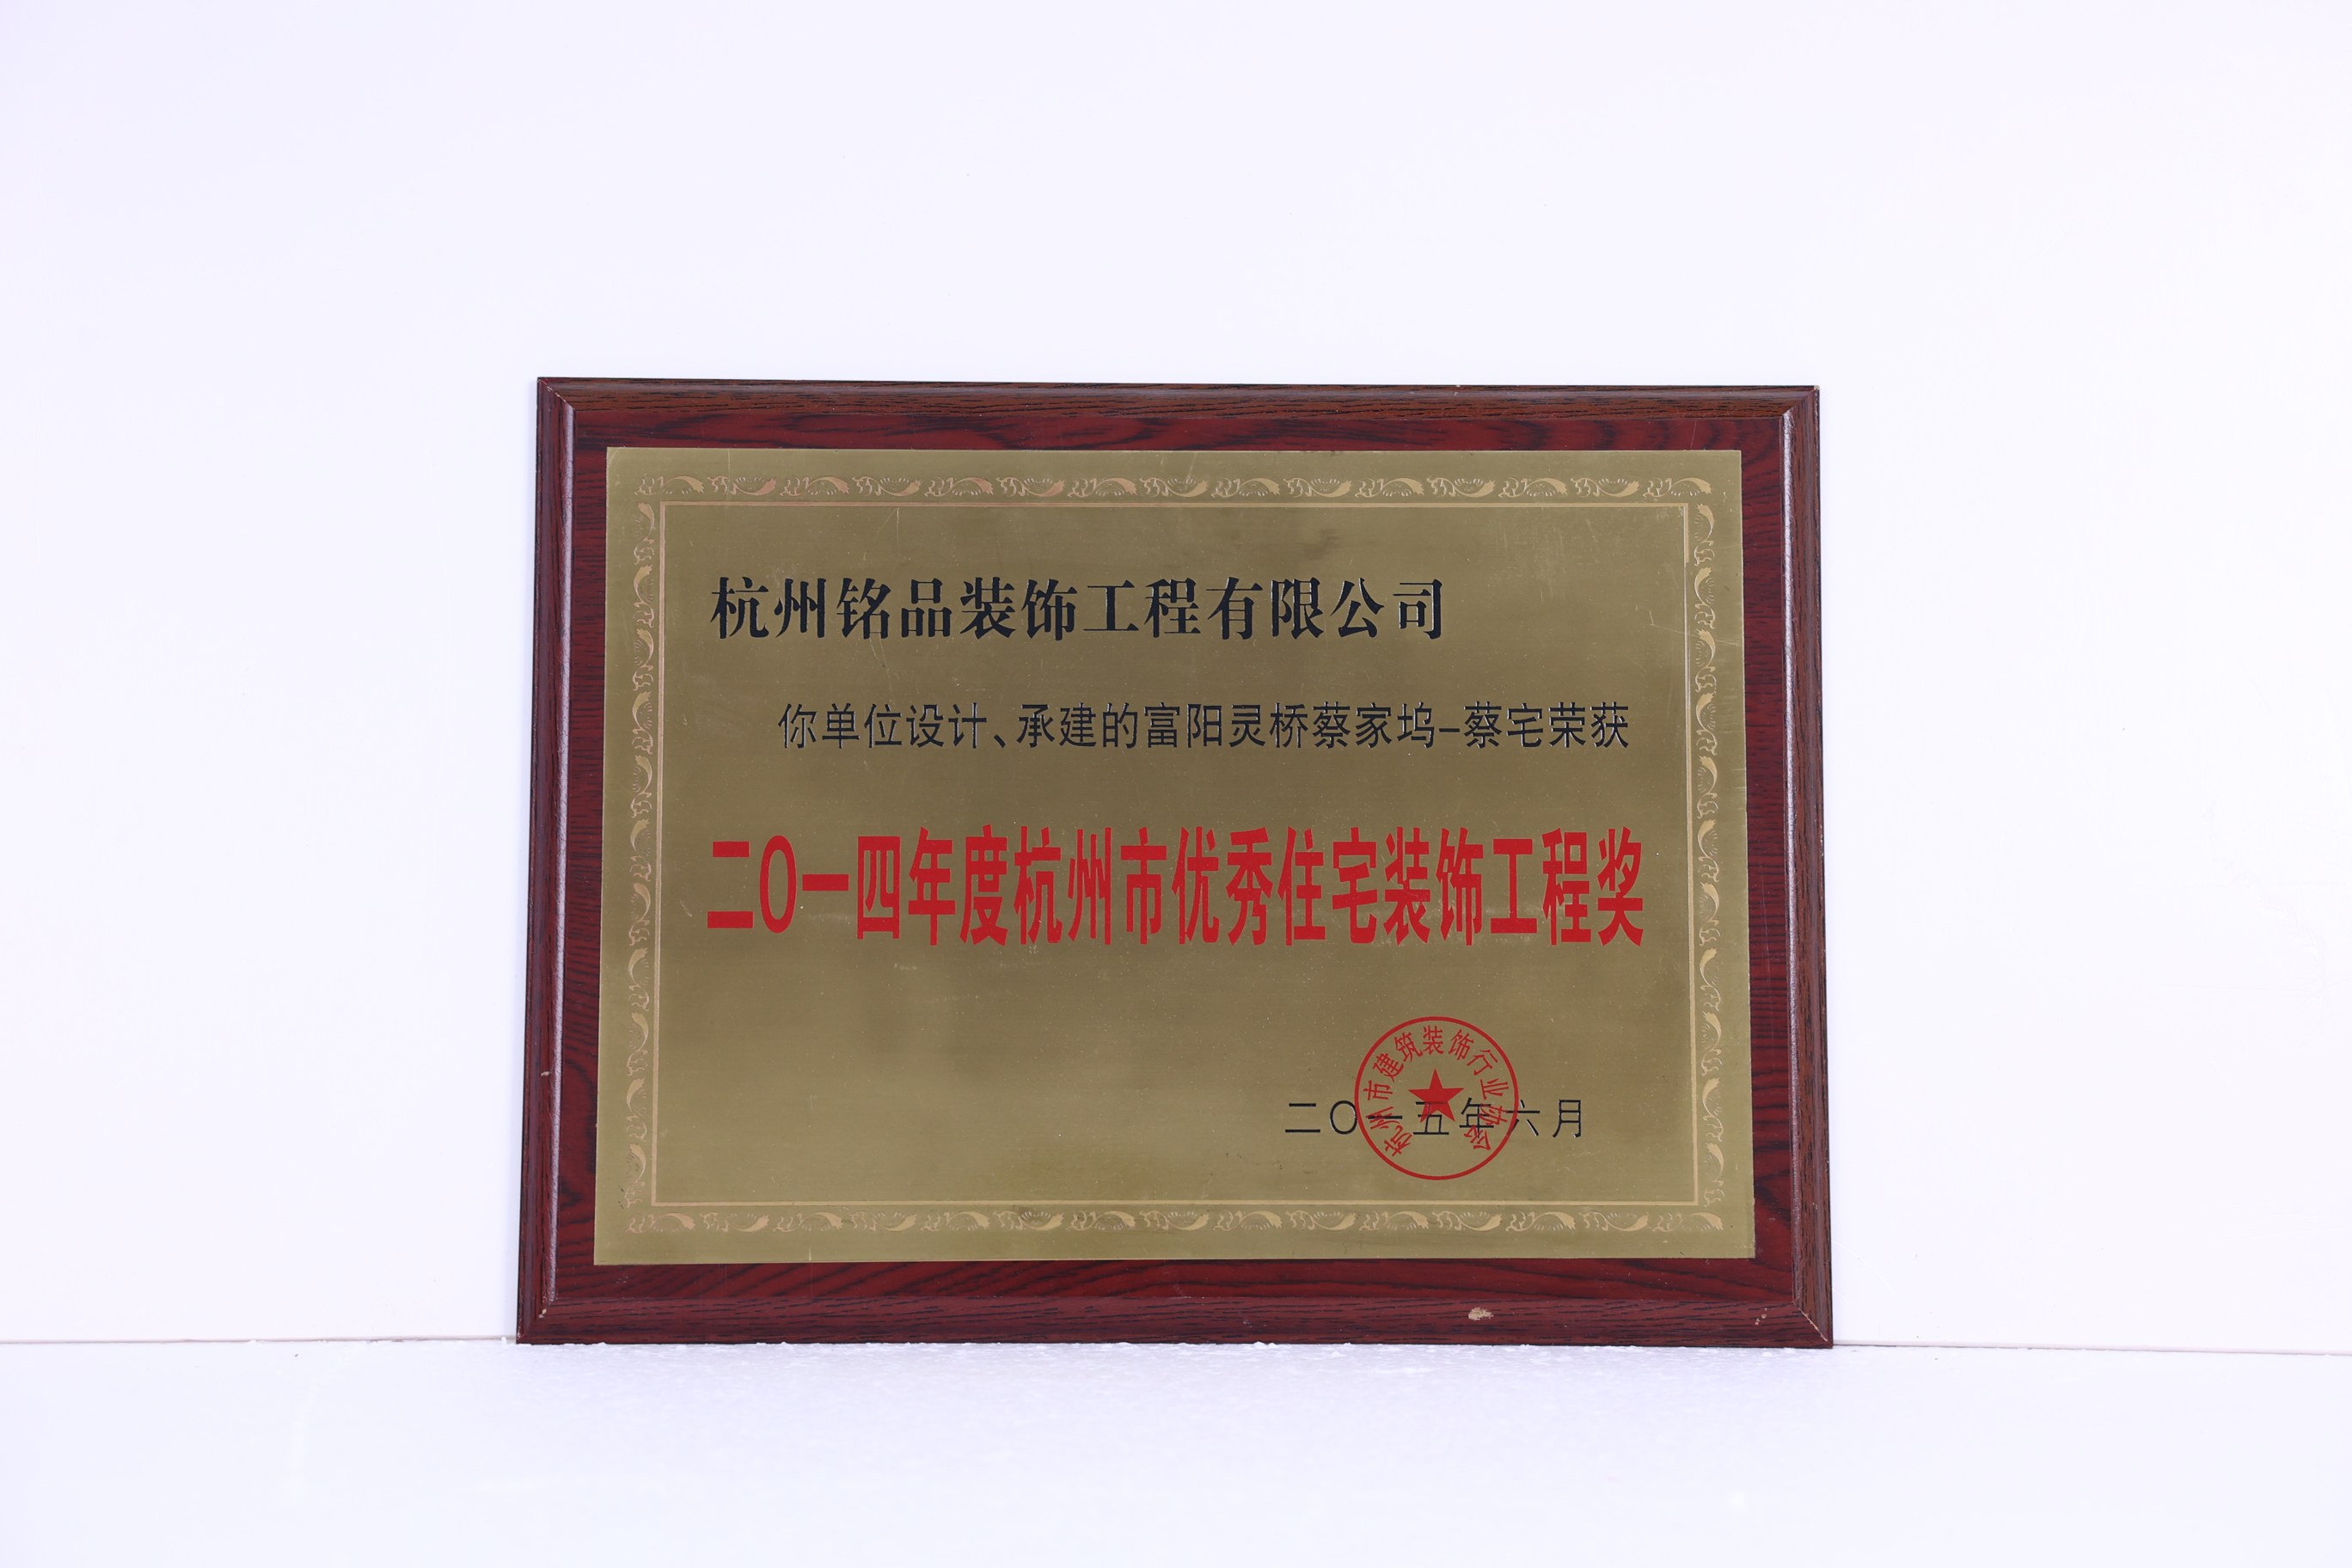 杭州铭品装饰工程有限公司
你单位设计、承建的富阳灵桥蔡家坞-蔡宅荣获
二〇一四年度杭州市优秀住宅装饰工程奖
杭州市建筑装饰行业协会
二〇一五年六月